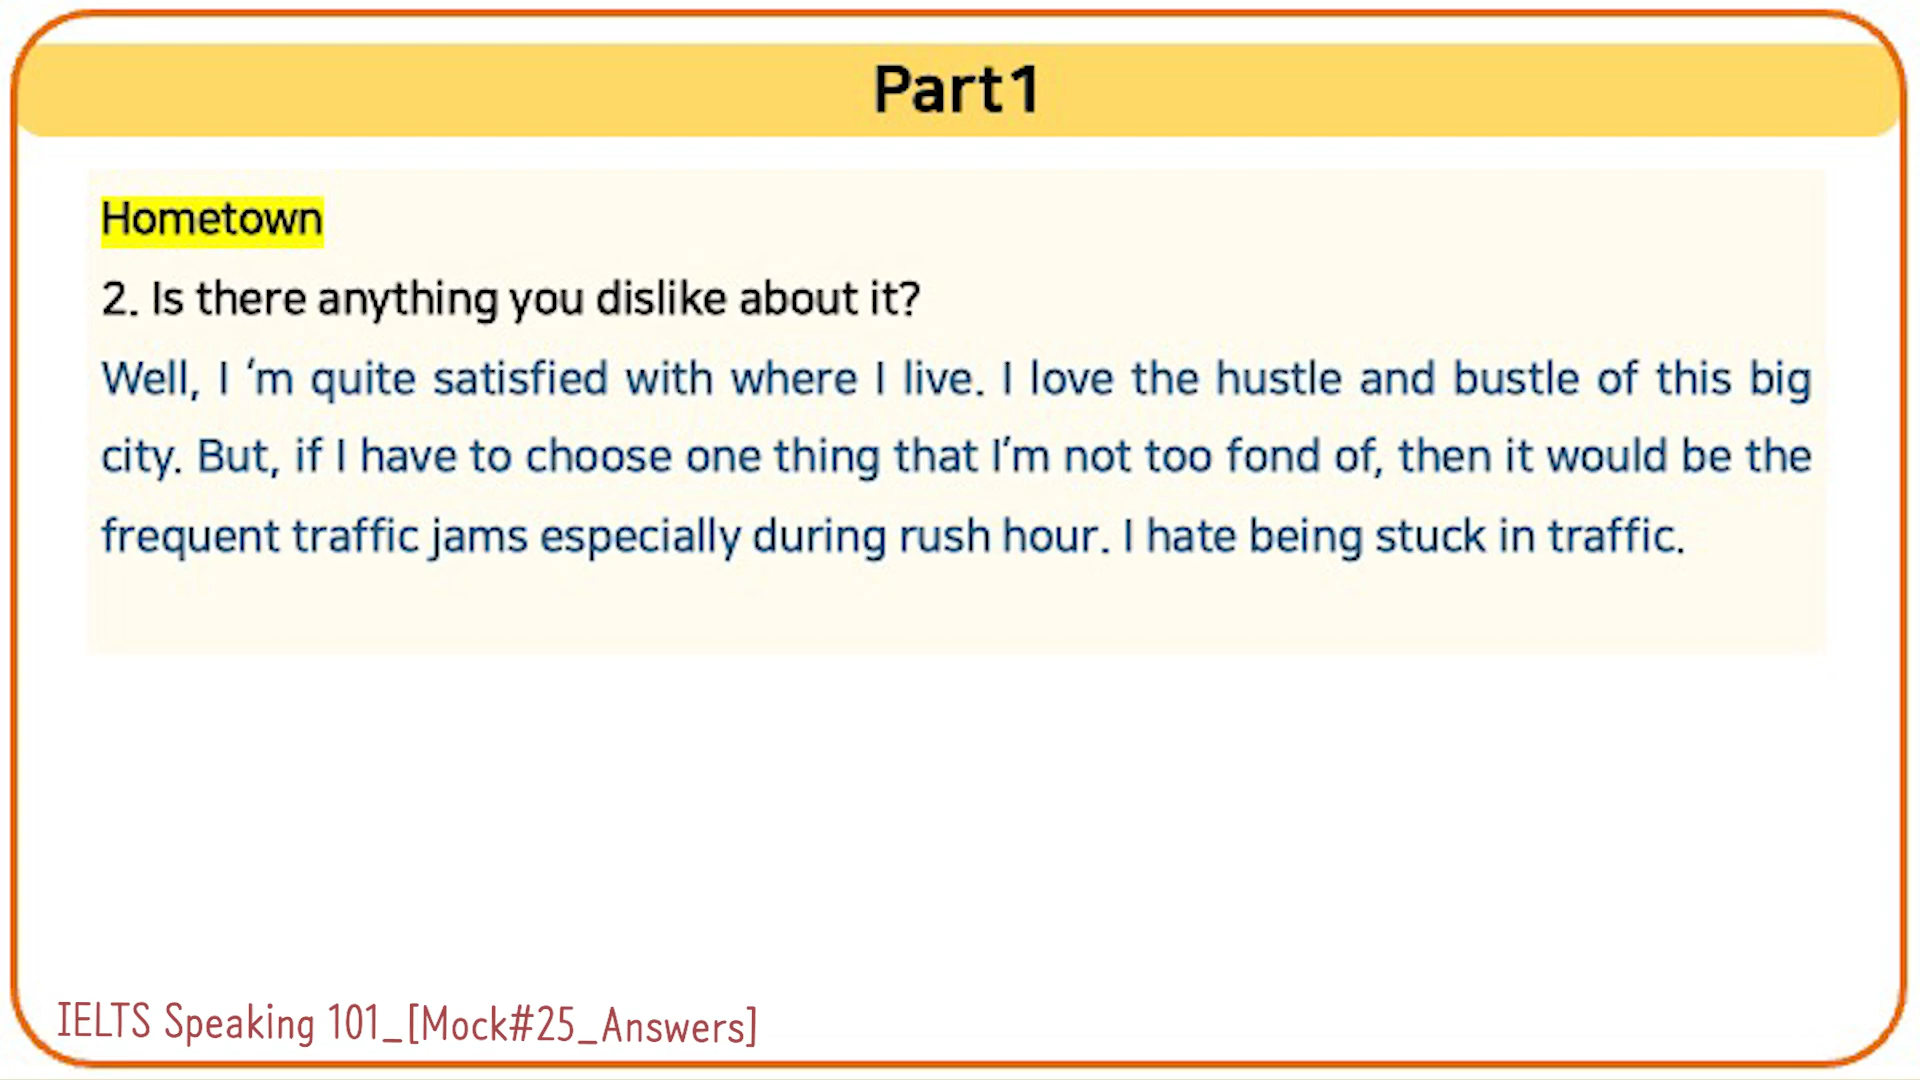 Part1
Hometown
2. Is there anything you dislike about it?
Well, I ‘m quite satisfied with where I live. I love the hustle and bustle of this big
city. But, if I have to choose one thing that I’m not too fond of, then it would be the
frequent traffic jams especially during rush hour. I hate being stuck in traffic.
IELTS Speaking 101_[Mock#25_Answers]